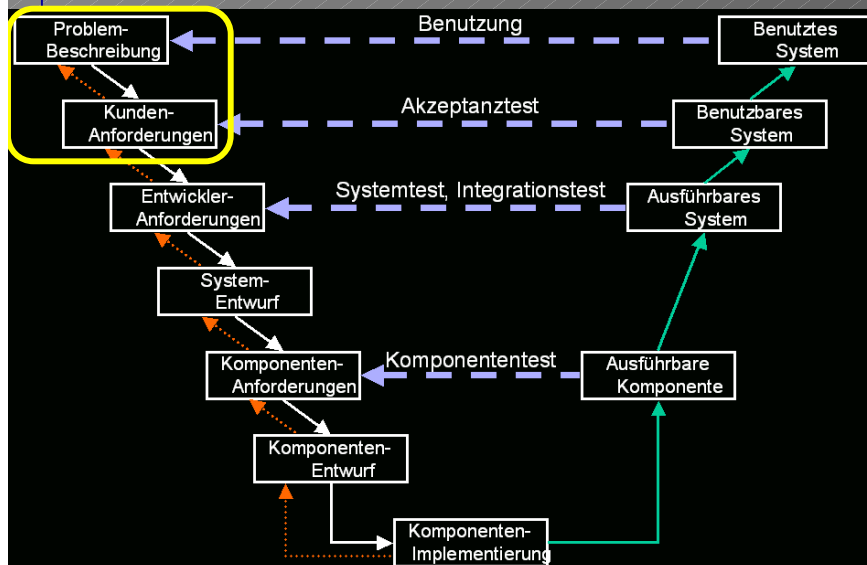 Benutzung
Problem-
Beschreibung
Benutztes
System
Akzeptanztest
Kunden-
Anforderungen
Benutzbares
System
Systemtest, Integrationstest
Entwickler-
Anforderungen
Ausführbares
System
System-
Entwurf
Komponententest
Komponenten-
Anforderungen
Ausführbare
Komponente
Komponenten-
Entwurf
Komponenten-
Implementierung